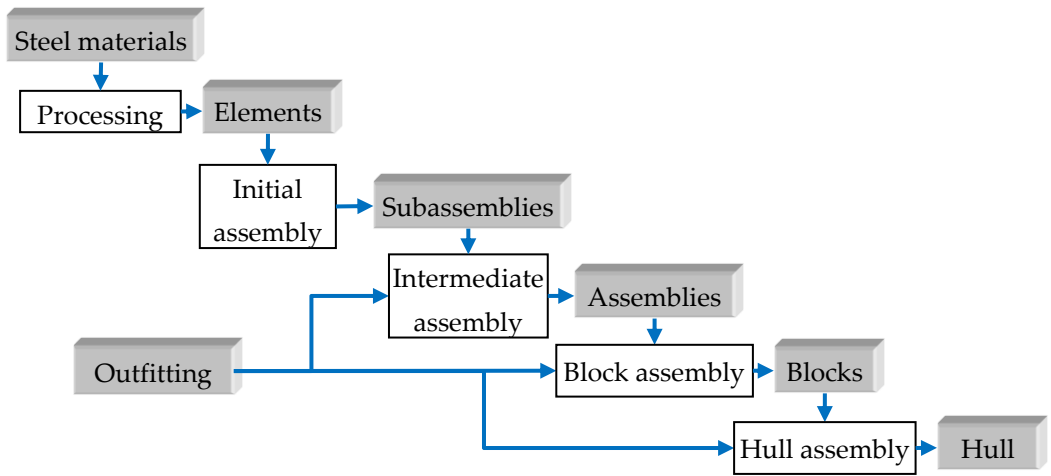 Steel materials
Processing
Elements
Initial
assembly
Subassemblies
Intermediate
assembly
Assemblies
Outfitting
Block assembly
Blocks
Hull assembly
Hull